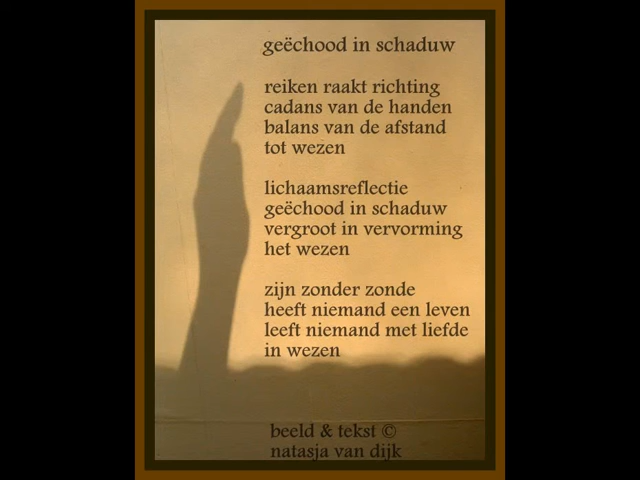 geëchood in schaduw
reiken raakt richting
cadans van de handen
balans van de afstand
tot wezen
lichaamsreflectie
geëchood in schaduw
vergroot in vervorming
het wezen
zijn zonder zonde
heeft niemand een leven
leeft niemand met liefde
in wezen
beeld & tekst ©
natasja van dijk